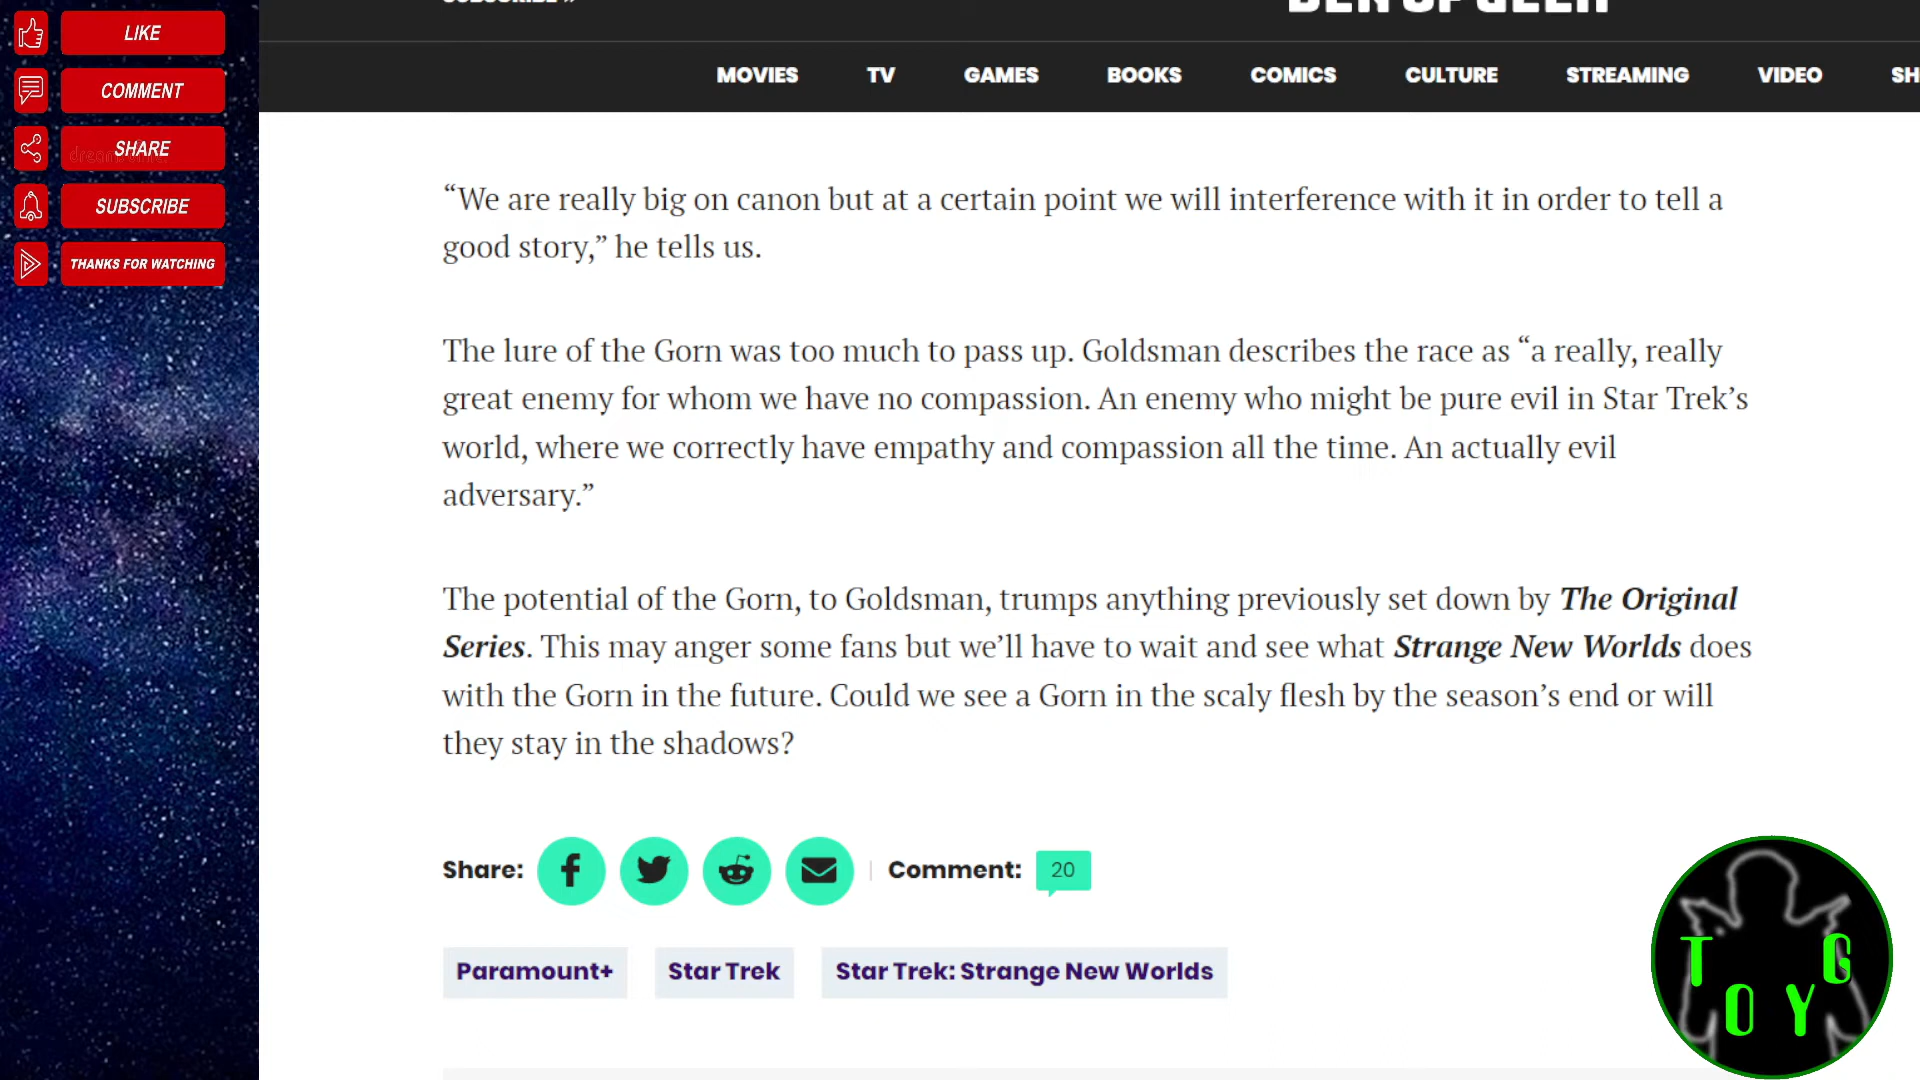 LIKE
COMMENT
SHARE
SUBSCRIBE
THANKS FOR WATCHING
SUBSCRIBE »
DEN OF GEEK
MOVIES TV GAMES BOOKS COMICS CULTURE STREAMING VIDEO SH
“We are really big on canon but at a certain point we will interference with it in order to tell a
good story,” he tells us.
The lure of the Gorn was too much to pass up. Goldsman describes the race as “a really, really
great enemy for whom we have no compassion. An enemy who might be pure evil in Star Trek’s
world, where we correctly have empathy and compassion all the time. An actually evil
adversary.”
The potential of the Gorn, to Goldsman, trumps anything previously set down by The Original
Series. This may anger some fans but we’ll have to wait and see what Strange New Worlds does
with the Gorn in the future. Could we see a Gorn in the scaly flesh by the season’s end or will
they stay in the shadows?
Share: Comment: 20
Paramount+ Star Trek Star Trek: Strange New Worlds
T O Y G